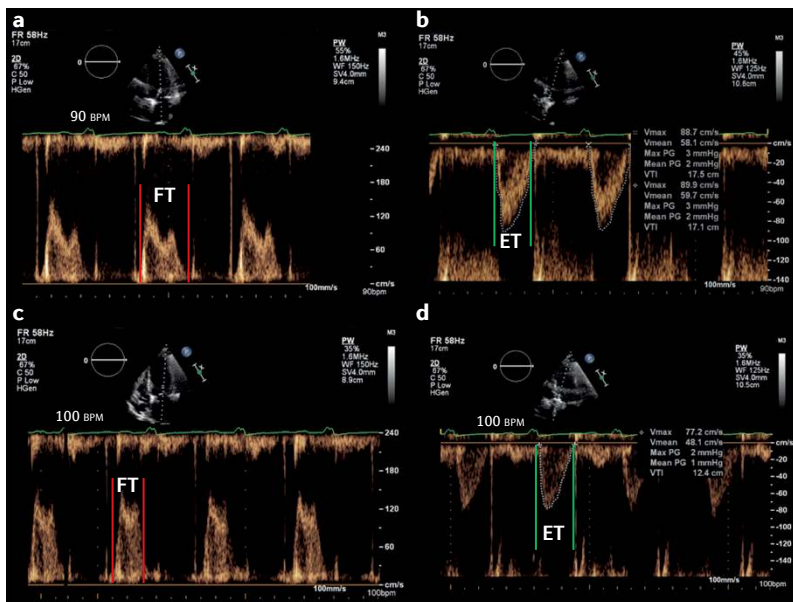 a
FR 58Hz
17cm
2D
67%
C 50
P Low
HGen
0
PW
55%
1.6MHz
WF 150Hz
SV4.0mm
9.4cm
M3
90 BPM
FT
240
180
120
60
cm/s
100mm/s
90bpm
b
FR 58Hz
17cm
2D
67%
C 50
P Low
HGen
0
PW
45%
1.6MHz
WF 125Hz
SV4.0mm
10.6cm
M3
Vmax 88.7 cm/s
Vmean 58.1 cm/s
Max PG 3 mmHg
Mean PG 2 mmHg
VTI 17.5 cm
Vmax 89.9 cm/s
Vmean 59.7 cm/s
Max PG 3 mmHg
Mean PG 2 mmHg
VTI 17.1 cm
ET
cm/s
-20
-40
-60
-80
-100
-120
-140
100mm/s
90bpm
c
FR 58Hz
17cm
2D
67%
C 50
P Low
HGen
0
PW
35%
1.6MHz
WF 150Hz
SV4.0mm
8.9cm
M3
100 BPM
FT
240
180
120
60
cm/s
100mm/s
100bpm
d
FR 58Hz
17cm
2D
67%
C 50
P Low
HGen
0
PW
35%
1.6MHz
WF 125Hz
SV4.0mm
10.5cm
M3
100 BPM
Vmax 77.2 cm/s
Vmean 48.1 cm/s
Max PG 2 mmHg
Mean PG 1 mmHg
VTI 12.4 cm
ET
cm/s
-20
-40
-60
-80
-100
-120
-140
100mm/s
100bpm